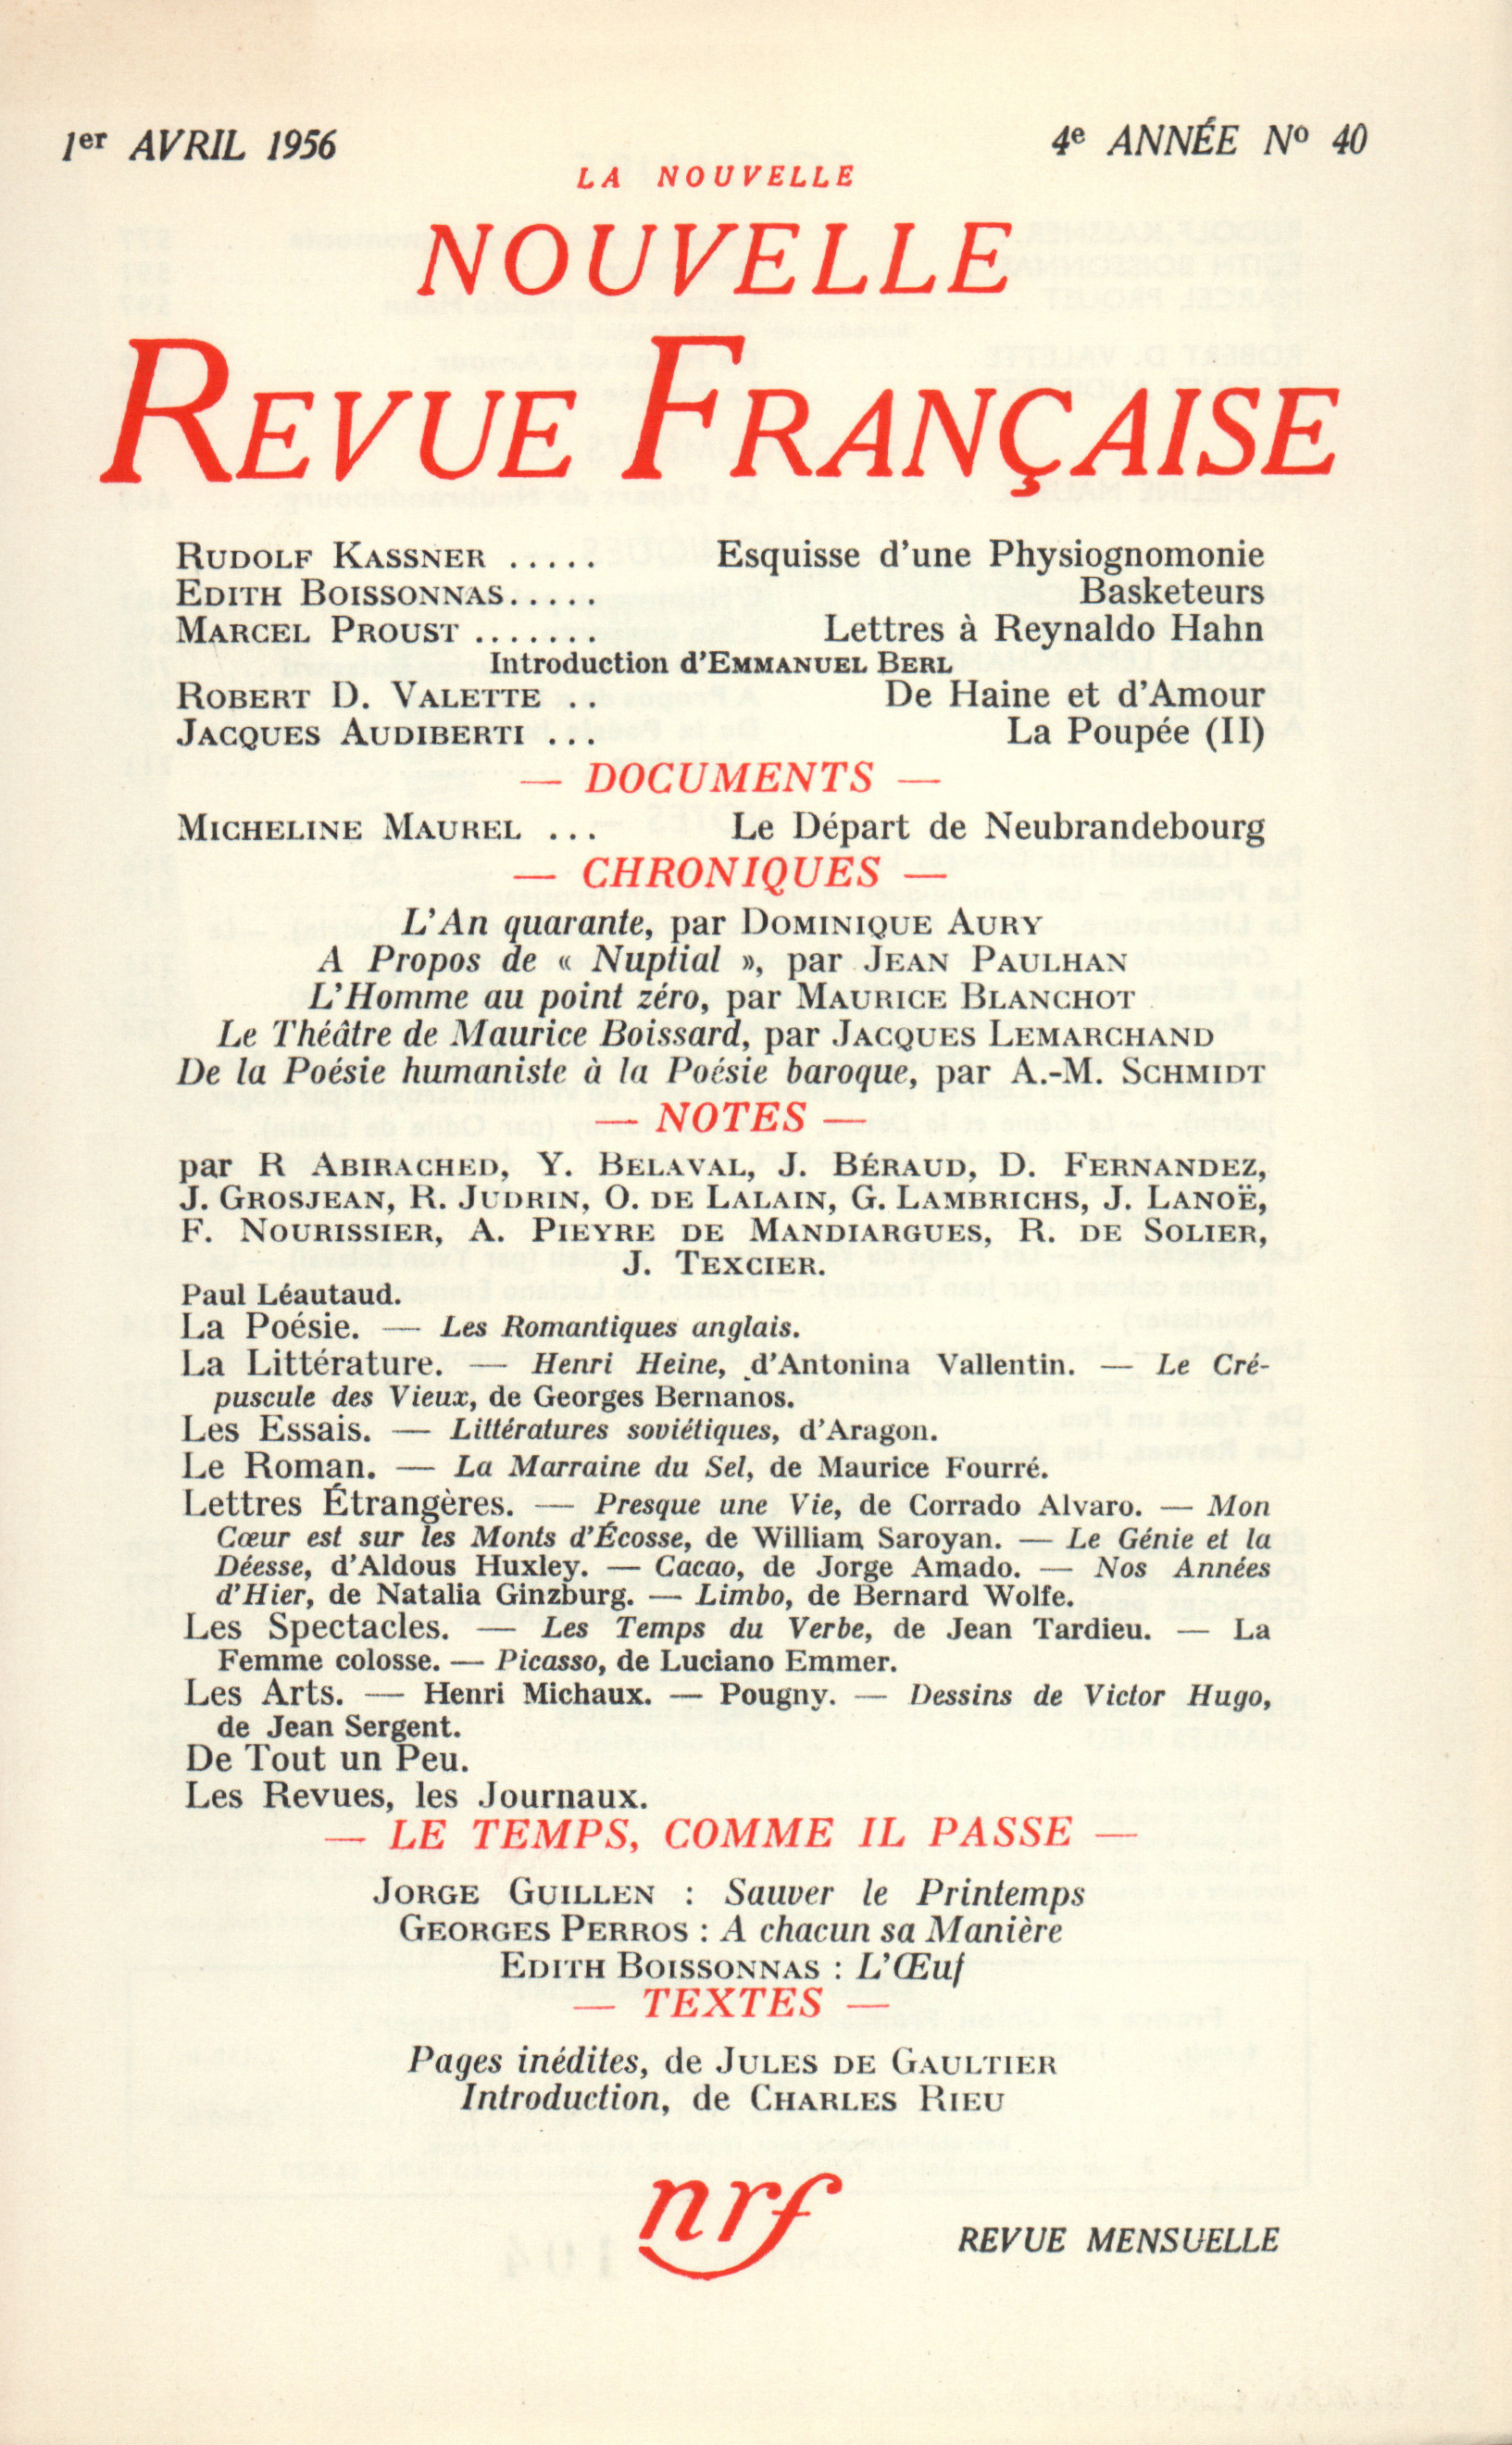 1er AVRIL 1956
4e ANNÉE No 40
LA NOUVELLE
NOUVELLE
REVUE FRANÇAISE
RUDOLF KASSNER ..... Esquisse d'une Physiognomonie
EDITH BOISSONNAS..... Basketeurs
MARCEL PROUST ....... Lettres à Reynaldo Hahn
Introduction d'EMMANUEL BERL
ROBERT D. VALETTE .. De Haine et d'Amour
JACQUES AUDIBERTI ... La Poupée (II)
— DOCUMENTS —
MICHELINE MAUREL ... Le Départ de Neubrandebourg
— CHRONIQUES —
L'An quarante, par DOMINIQUE AURY
A Propos de « Nuptial », par JEAN PAULHAN
L'Homme au point zéro, par MAURICE BLANCHOT
Le Théâtre de Maurice Boissard, par JACQUES LEMARCHAND
De la Poésie humaniste à la Poésie baroque, par A.-M. SCHMIDT
— NOTES —
par R ABIRACHED, Y. BELAVAL, J. BÉRAUD, D. FERNANDEZ,
J. GROSJEAN, R. JUDRIN, O. DE LALAIN, G. LAMBRICHS, J. LANOË,
F. NOURISSIER, A. PIEYRE DE MANDIARGUES, R. DE SOLIER,
J. TEXCIER.
Paul Léautaud.
La Poésie. — Les Romantiques anglais.
La Littérature. — Henri Heine, d'Antonina Vallentin. — Le Cré-
puscule des Vieux, de Georges Bernanos.
Les Essais. — Littératures soviétiques, d'Aragon.
Le Roman. — La Marraine du Sel, de Maurice Fourré.
Lettres Étrangères. — Presque une Vie, de Corrado Alvaro. — Mon
Cœur est sur les Monts d'Écosse, de William Saroyan. — Le Génie et la
Déesse, d'Aldous Huxley. — Cacao, de Jorge Amado. — Nos Années
d'Hier, de Natalia Ginzburg. — Limbo, de Bernard Wolfe.
Les Spectacles. — Les Temps du Verbe, de Jean Tardieu. — La
Femme colosse. — Picasso, de Luciano Emmer.
Les Arts. — Henri Michaux. — Pougny. — Dessins de Victor Hugo,
de Jean Sergent.
De Tout un Peu.
Les Revues, les Journaux.
— LE TEMPS, COMME IL PASSE —
JORGE GUILLEN : Sauver le Printemps
GEORGES PERROS : A chacun sa Manière
EDITH BOISSONNAS : L'Œuf
— TEXTES —
Pages inédites, de JULES DE GAULTIER
Introduction, de CHARLES RIEU
nrf
REVUE MENSUELLE